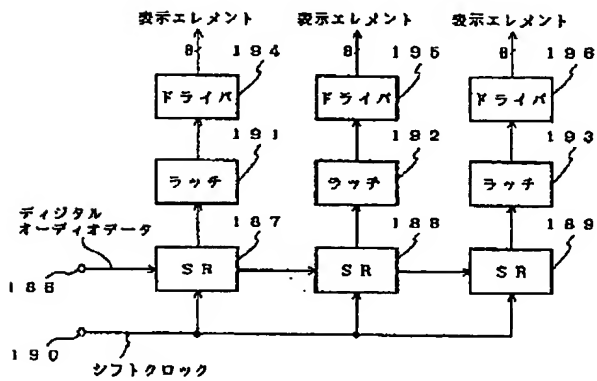 表示エレメント 表示エレメント 表示エレメント
8 194 8 195 8 196
ドライバ ドライバ ドライバ
191 192 193
ラッチ ラッチ ラッチ
ディジタル
オーディオデータ
187 188 189
SR SR SR
186
190
シフトクロック